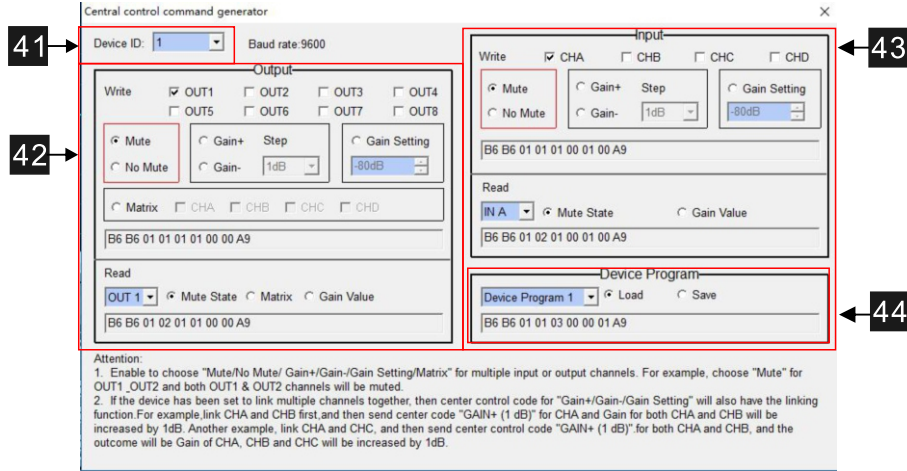 Central control command generator
41
Device ID: 1
Baud rate:9600
42
Output
Write OUT1 OUT2 OUT3 OUT4
OUT5 OUT6 OUT7 OUT8
Mute Gain+ Step Gain Setting
No Mute Gain- 1dB -80dB
Matrix CHA CHB CHC CHD
B6 B6 01 01 01 01 00 00 A9
Read
OUT 1 Mute State Matrix Gain Value
B6 B6 01 02 01 01 00 00 A9
43
Input
Write CHA CHB CHC CHD
Mute Gain+ Step Gain Setting
No Mute Gain- 1dB -80dB
B6 B6 01 01 01 00 01 00 A9
Read
IN A Mute State Gain Value
B6 B6 01 02 01 00 01 00 A9
44
Device Program
Device Program 1 Load Save
B6 B6 01 01 03 00 00 01 A9
Attention:
1. Enable to choose "Mute/No Mute/ Gain+/Gain-/Gain Setting/Matrix" for multiple input or output channels. For example, choose "Mute" for
OUT1 _OUT2 and both OUT1 & OUT2 channels will be muted.
2. If the device has been set to link multiple channels together, then center control code for "Gain+/Gain-/Gain Setting" will also have the linking
function.For example,link CHA and CHB first,and then send center code "GAIN+ (1 dB)" for CHA and Gain for both CHA and CHB will be
increased by 1dB. Another example, link CHA and CHC, and then send center control code "GAIN+ (1 dB)".for both CHA and CHB, and the
outcome will be Gain of CHA, CHB and CHC will be increased by 1dB.